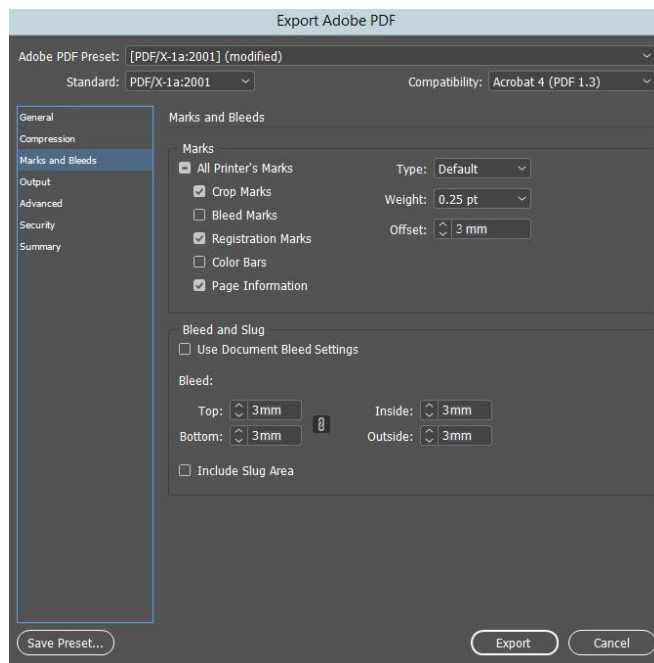 Export Adobe PDF
Adobe PDF Preset: [PDF/X-1a:2001] (modified)
Standard: PDF/X-1a:2001 Compatibility: Acrobat 4 (PDF 1.3)
General
Compression
Marks and Bleeds
Output
Advanced
Security
Summary
Marks and Bleeds
Marks
All Printer's Marks
Crop Marks
Bleed Marks
Registration Marks
Color Bars
Page Information
Type: Default
Weight: 0.25 pt
Offset: 3 mm
Bleed and Slug
Use Document Bleed Settings
Bleed:
Top: 3mm Inside: 3mm
Bottom: 3mm Outside: 3mm
Include Slug Area
Save Preset... Export Cancel